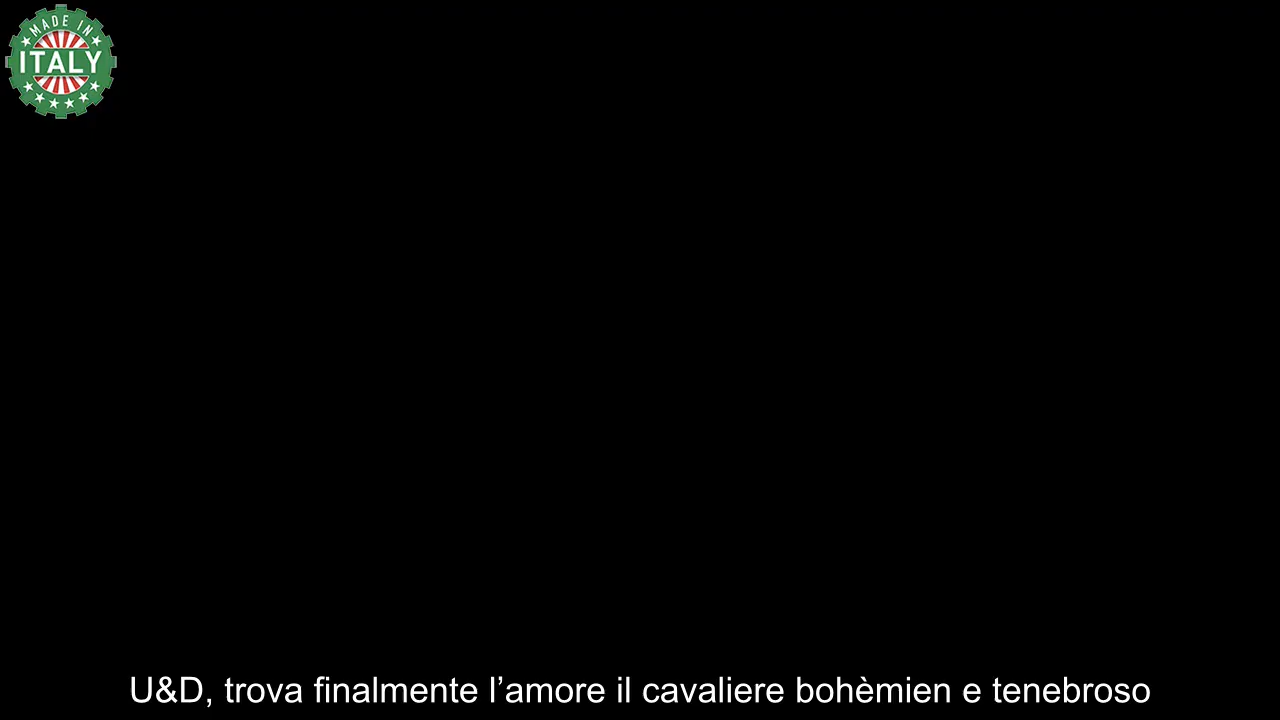 MADE IN
ITALY
U&D, trova finalmente l’amore il cavaliere bohèmien e tenebroso